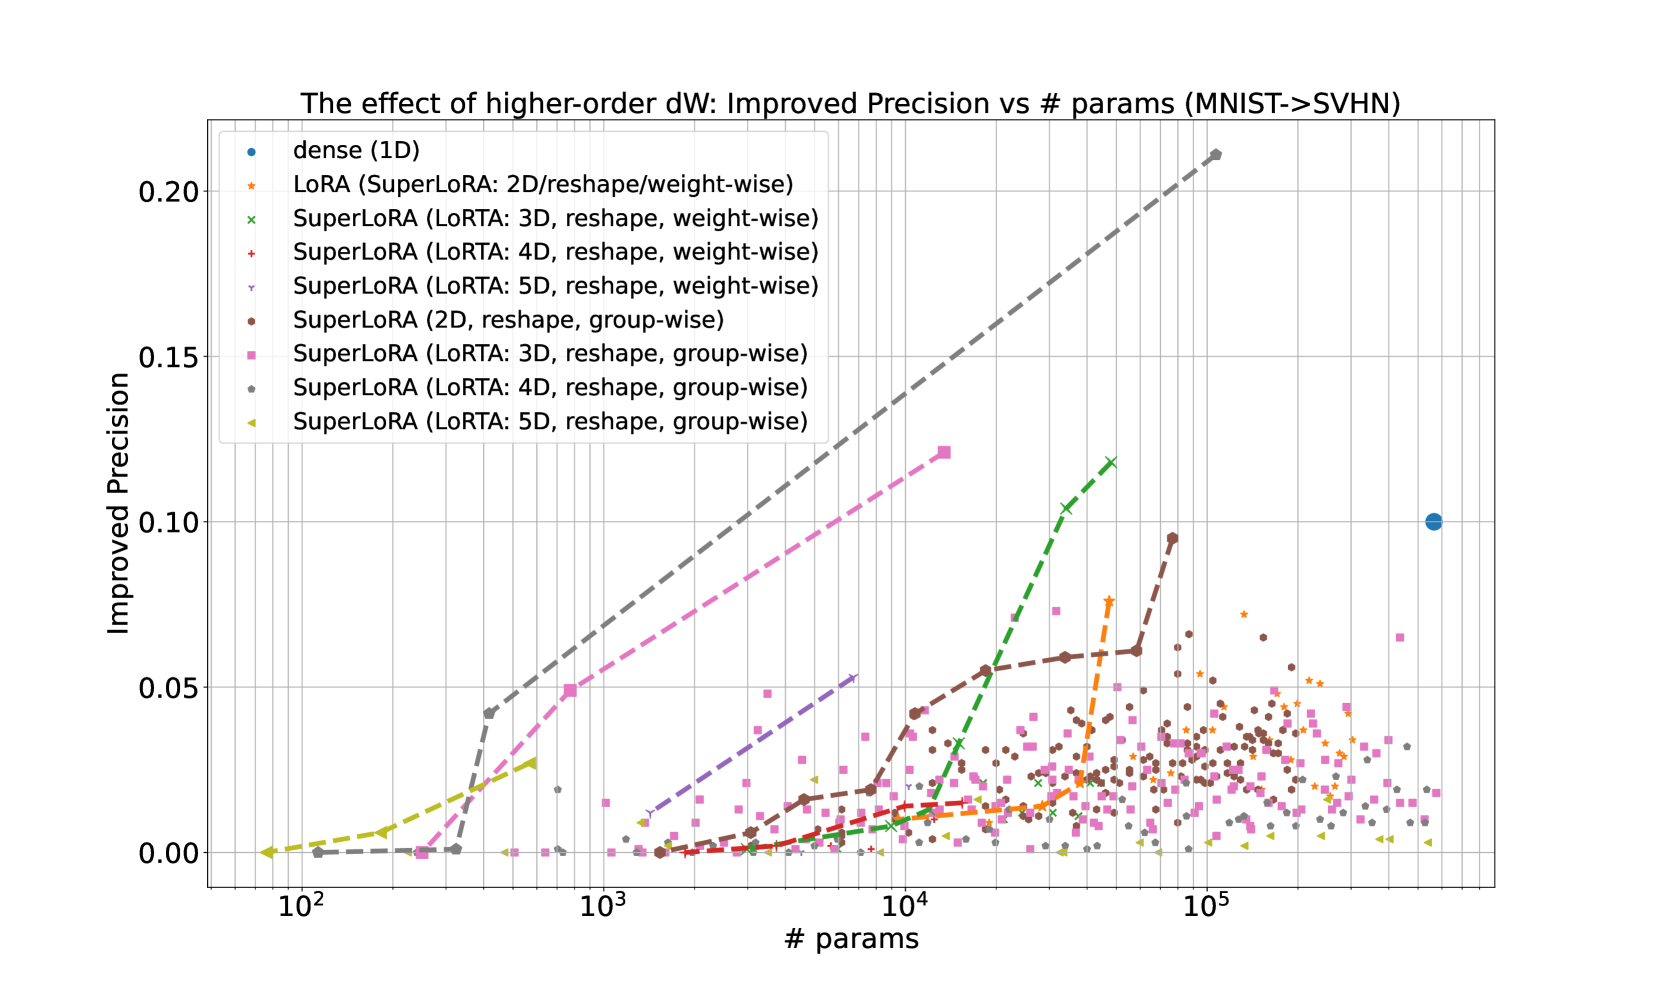 The effect of higher-order dW: Improved Precision vs # params (MNIST->SVHN)
dense (1D)
LoRA (SuperLoRA: 2D/reshape/weight-wise)
SuperLoRA (LoRTA: 3D, reshape, weight-wise)
SuperLoRA (LoRTA: 4D, reshape, weight-wise)
SuperLoRA (LoRTA: 5D, reshape, weight-wise)
SuperLoRA (2D, reshape, group-wise)
SuperLoRA (LoRTA: 3D, reshape, group-wise)
SuperLoRA (LoRTA: 4D, reshape, group-wise)
SuperLoRA (LoRTA: 5D, reshape, group-wise)
Improved Precision
0.20
0.15
0.10
0.05
0.00
10² 10³ 10⁴ 10⁵
# params